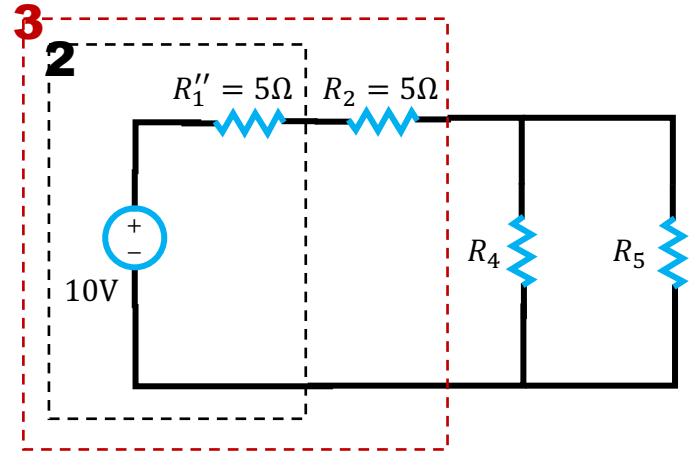 3
2
R₁″ = 5Ω
R₂ = 5Ω
+
−
10V
R₄
R₅